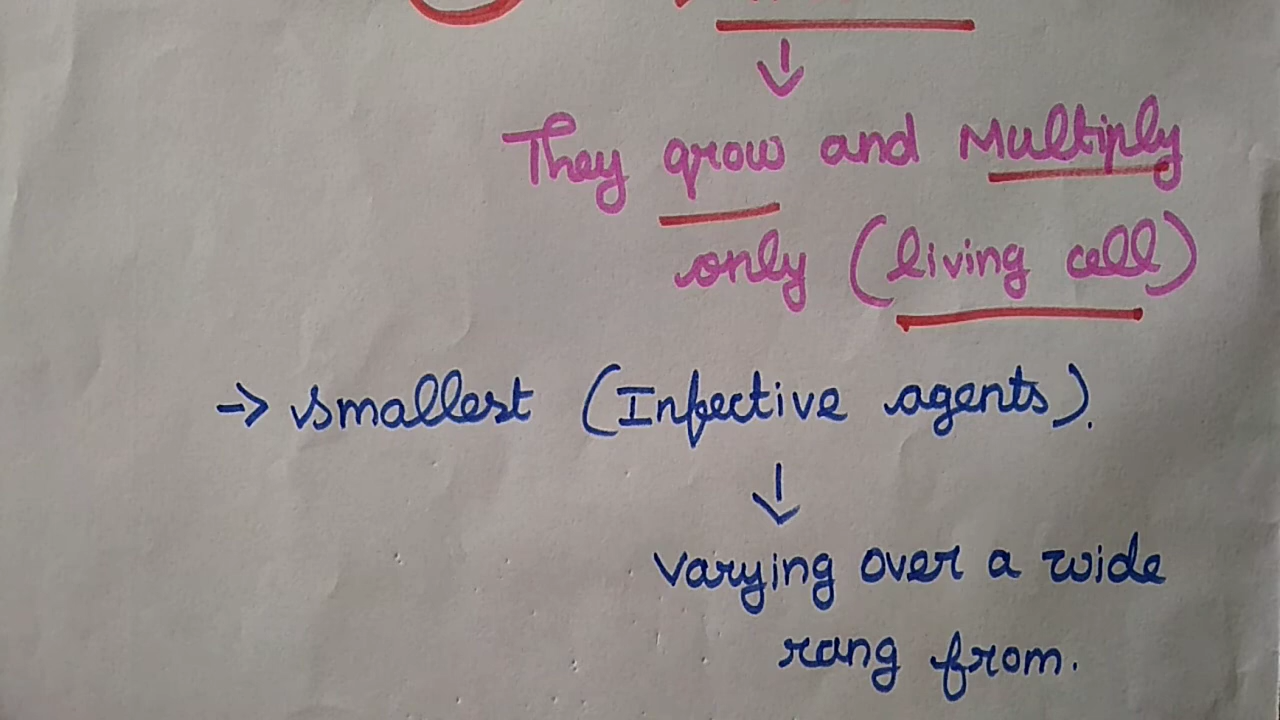 ↓
They grow and Multiply
only (living cell)
→ smallest (Infective agents).
↓
varying over a wide
rang from.